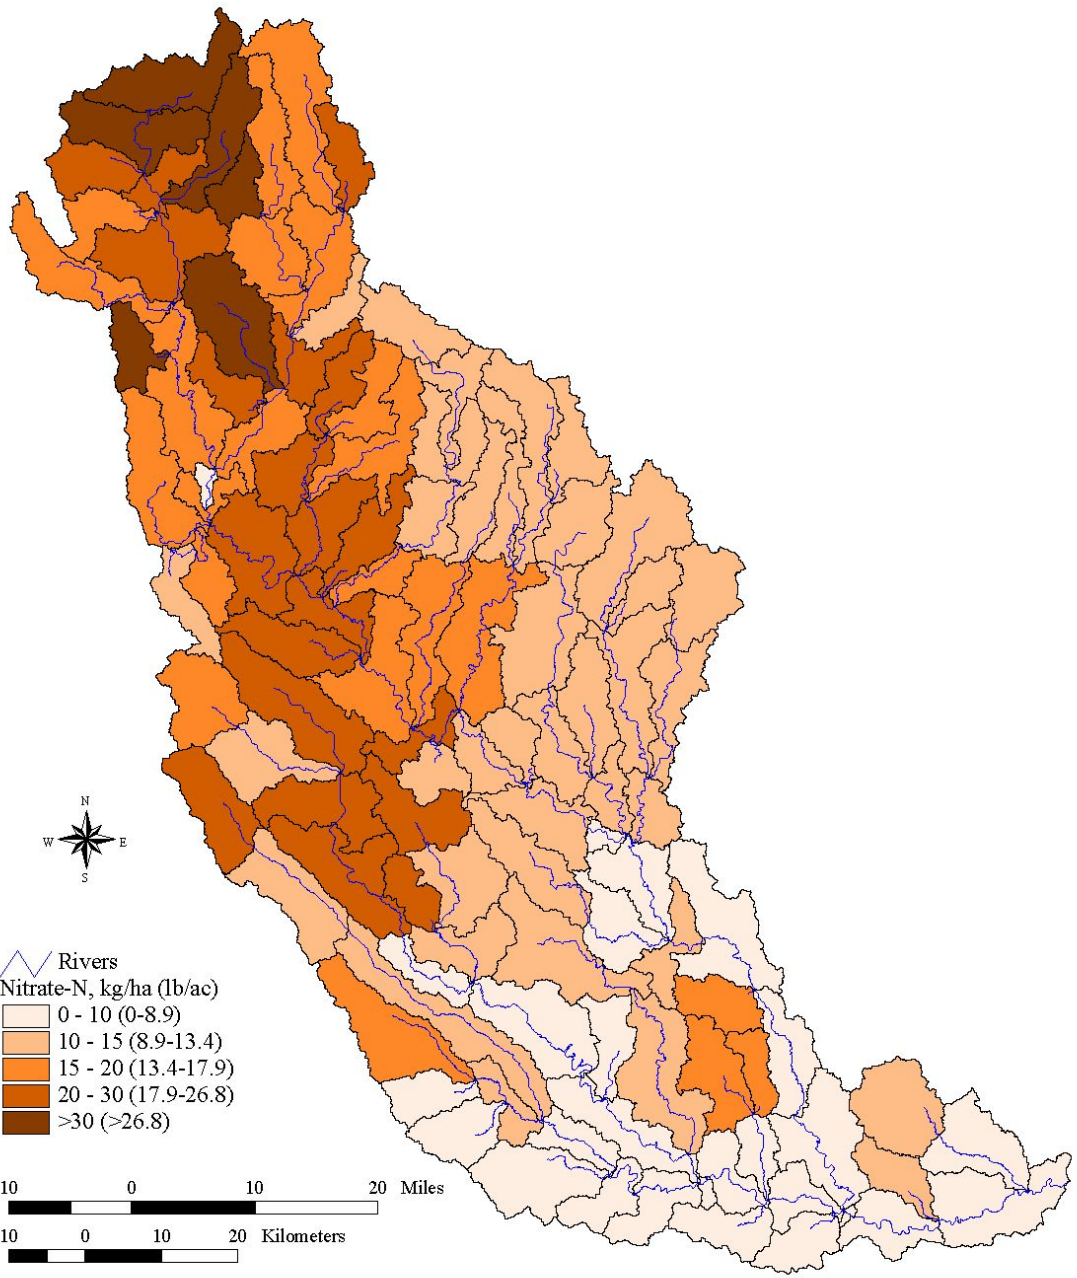 N
W E
S
Rivers
Nitrate-N, kg/ha (lb/ac)
0 - 10 (0-8.9)
10 - 15 (8.9-13.4)
15 - 20 (13.4-17.9)
20 - 30 (17.9-26.8)
>30 (>26.8)
10 0 10 20 Miles
10 0 10 20 Kilometers